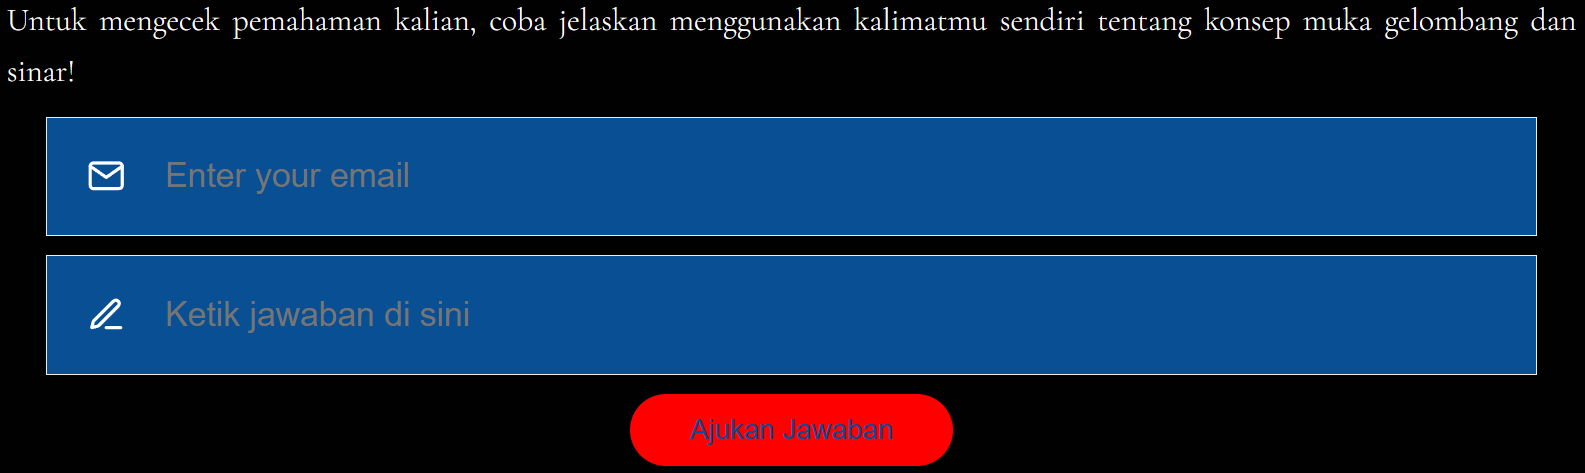 Untuk mengecek pemahaman kalian, coba jelaskan menggunakan kalimatmu sendiri tentang konsep muka gelombang dan
sinar!
Enter your email
Ketik jawaban di sini
Ajukan Jawaban